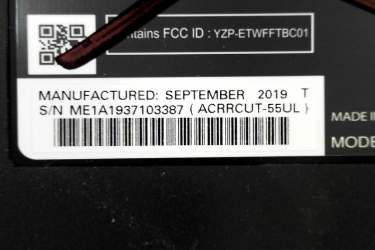 ntains FCC ID : YZP-ETWFFTBC01
MANUFACTURED: SEPTEMBER 2019 T
S/N ME1A1937103387 ( ACRRCUT-55UL )
MADE I
MODE